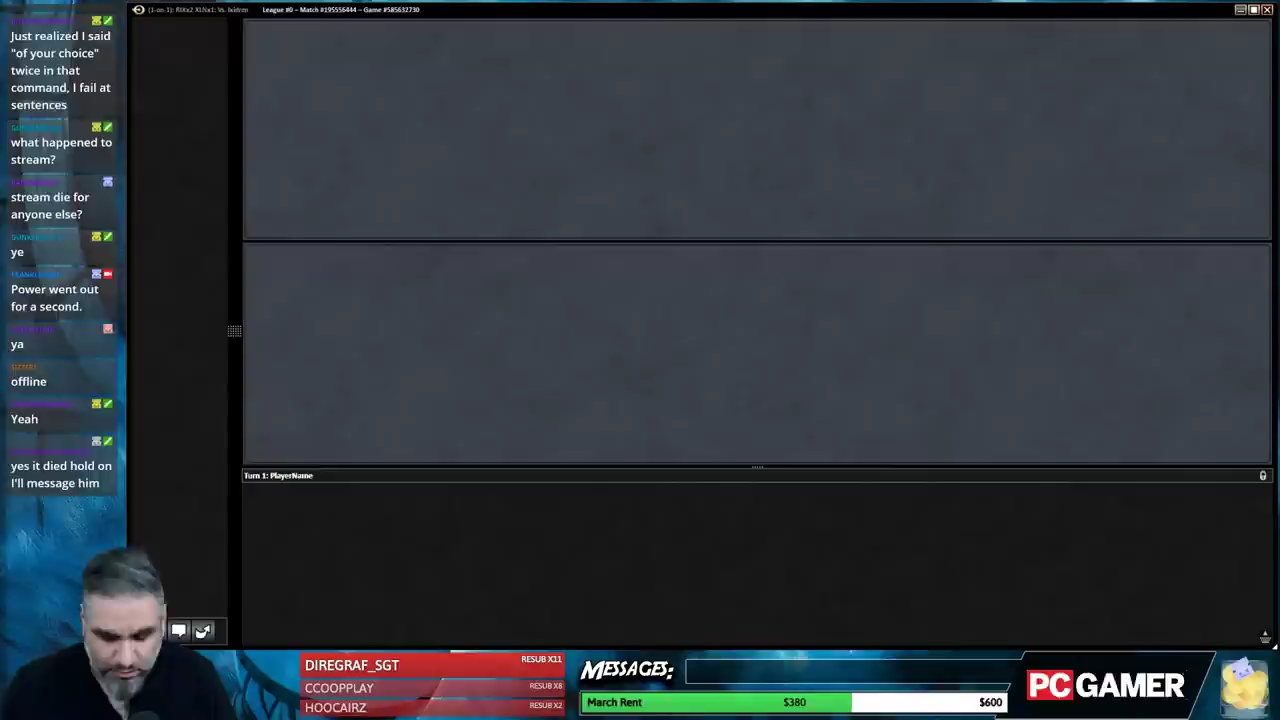 League #0 – Match #195556444 – Game #585632730
Just realized I said
"of your choice"
twice in that
command, I fail at
sentences
what happened to
stream?
stream die for
anyone else?
ye
Power went out
for a second.
ya
offline
Yeah
yes it died hold on
I'll message him
Turn 1: PlayerName
DIREGRAF_SGT RESUB X11
CCOOPPLAY RESUB X8
HOOCAIRZ RESUB X2
MESSAGES:
March Rent $380 $600
PCGAMER